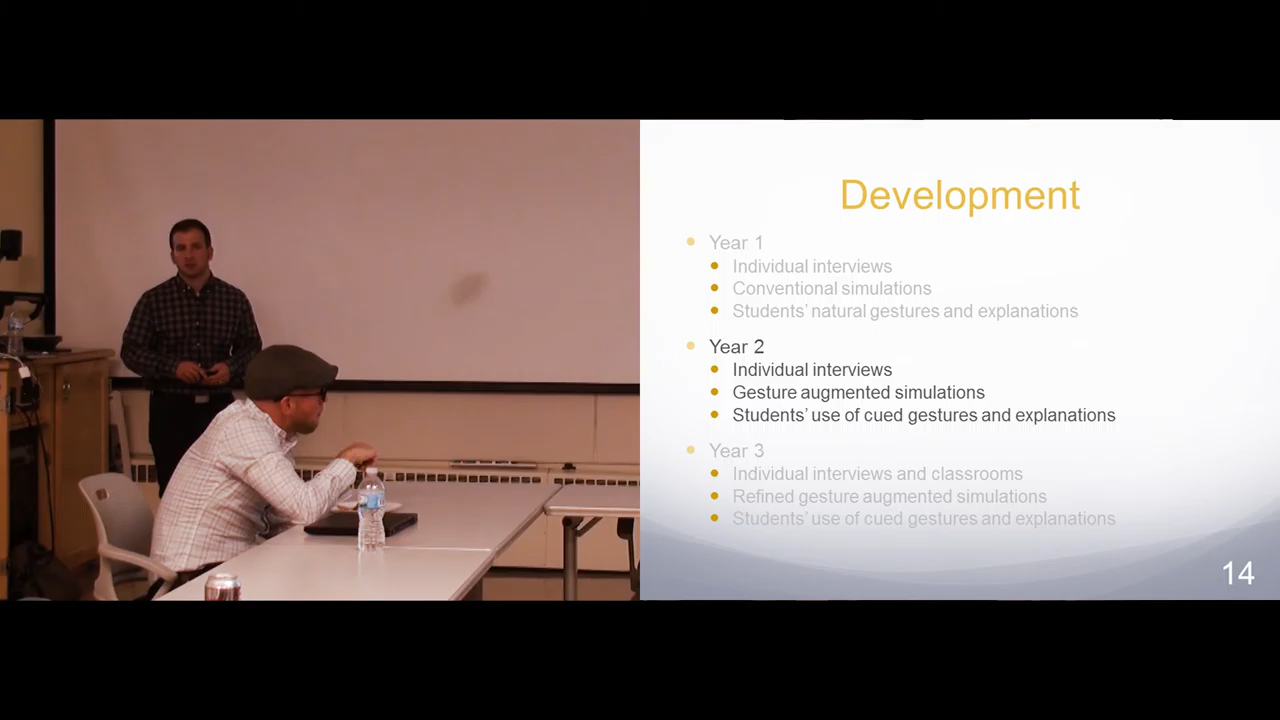 Development
Year 1
Individual interviews
Conventional simulations
Students' natural gestures and explanations
Year 2
Individual interviews
Gesture augmented simulations
Students' use of cued gestures and explanations
Year 3
Individual interviews and classrooms
Refined gesture augmented simulations
Students' use of cued gestures and explanations
14